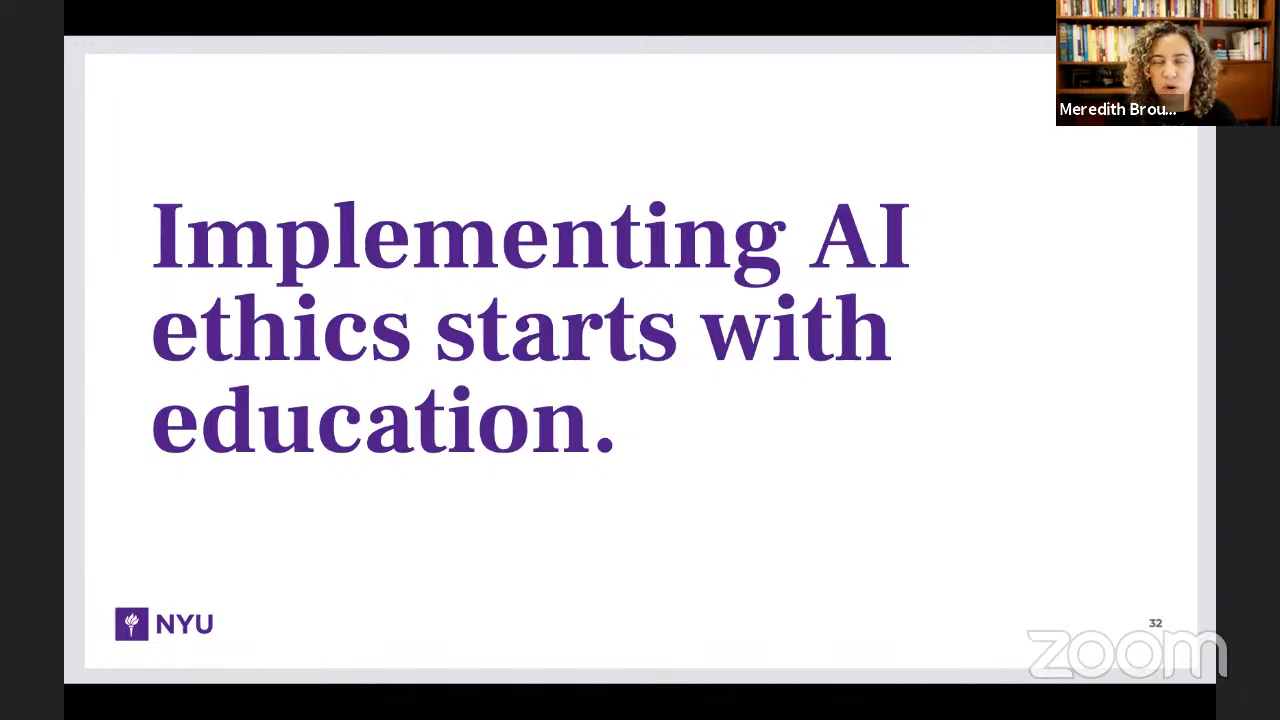 Meredith Brou...
Implementing AI
ethics starts with
education.
NYU
32
zoom